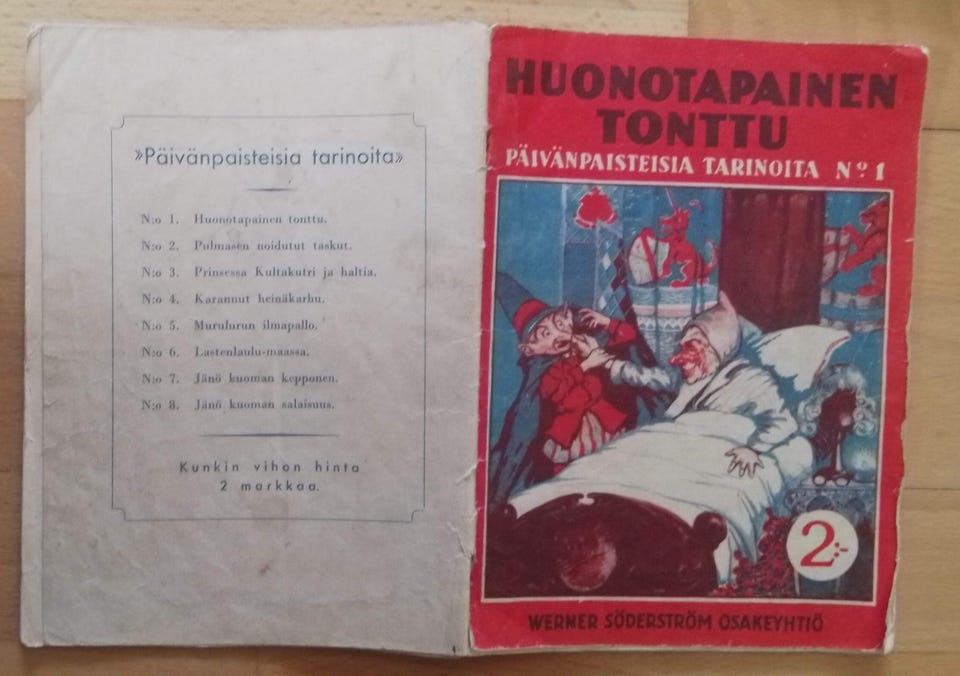 »Päivänpaisteisia tarinoita»
N:o 1. Huonotapainen tonttu.
N:o 2. Pulmasen noidutut taskut.
N:o 3. Prinsessa Kultakutri ja haltia.
N:o 4. Karannut heinäkarhu.
N:o 5. Murulurun ilmapallo.
N:o 6. Lastenlaulu-maassa.
N:o 7. Jänö kuoman kepponen.
N:o 8. Jänö kuoman salaisuus.
Kunkin vihon hinta
2 markkaa.
HUONOTAPAINEN
TONTTU
PÄIVÄNPAISTEISIA TARINOITA Nº 1
2:-
WERNER SÖDERSTRÖM OSAKEYHTIÖ